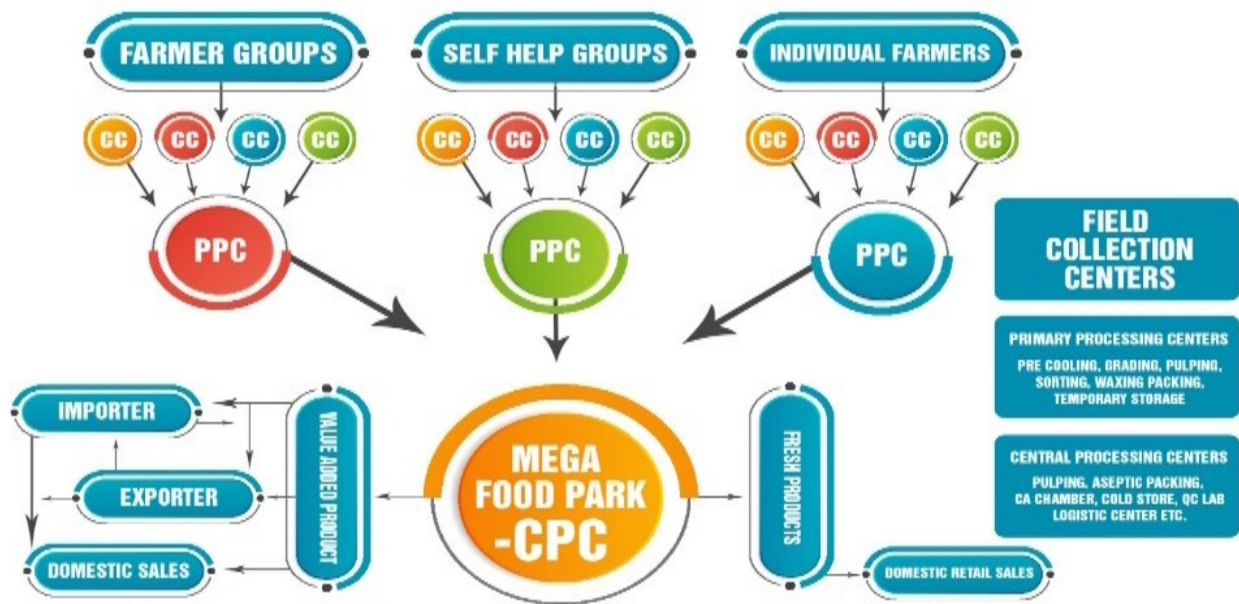 FARMER GROUPS
SELF HELP GROUPS
INDIVIDUAL FARMERS
CC
CC
CC
CC
CC
CC
CC
CC
CC
CC
CC
CC
PPC
PPC
PPC
FIELD
COLLECTION
CENTERS
PRIMARY PROCESSING CENTERS
PRE COOLING, GRADING, PULPING,
SORTING, WAXING PACKING,
TEMPORARY STORAGE
CENTRAL PROCESSING CENTERS
PULPING, ASEPTIC PACKING,
CA CHAMBER, COLD STORE, QC LAB
LOGISTIC CENTER ETC.
IMPORTER
EXPORTER
DOMESTIC SALES
VALUE ADDED PRODUCT
MEGA
FOOD PARK
-CPC
FRESH PRODUCTS
DOMESTIC RETAIL SALES